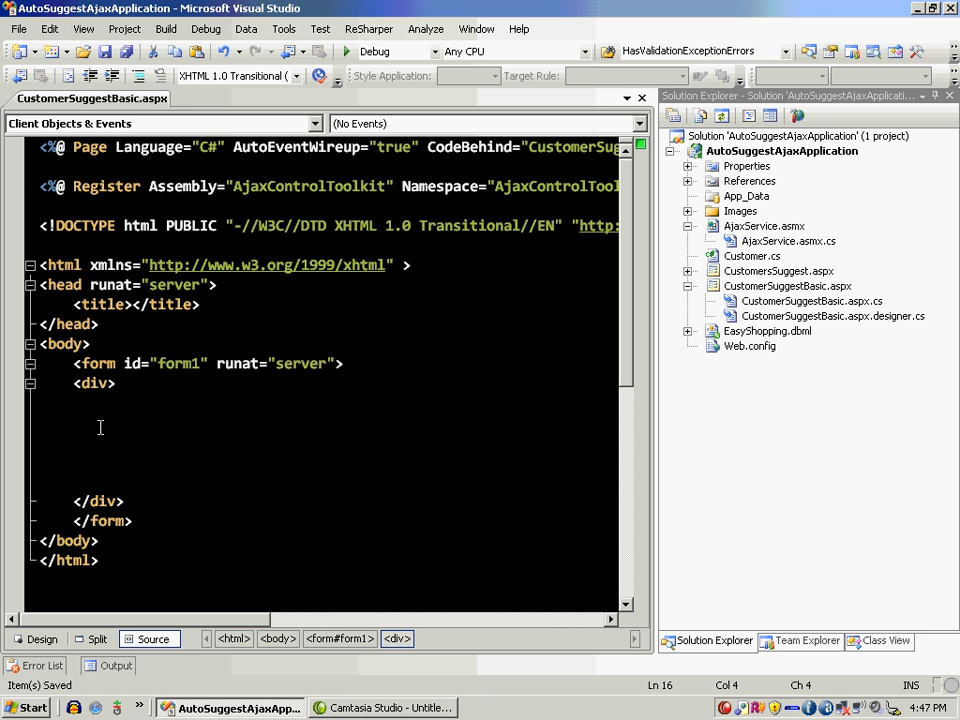 AutoSuggestAjaxApplication - Microsoft Visual Studio
File Edit View Project Build Debug Data Tools Test ReSharper Analyze Window Help
Debug Any CPU HasValidationExceptionErrors
XHTML 1.0 Transitional ( Style Application: Target Rule:
CustomerSuggestBasic.aspx
Client Objects & Events (No Events)
<%@ Page Language="C#" AutoEventWireup="true" CodeBehind="CustomerSug
<%@ Register Assembly="AjaxControlToolkit" Namespace="AjaxControlTool
<!DOCTYPE html PUBLIC "-//W3C//DTD XHTML 1.0 Transitional//EN" "http:
<html xmlns="http://www.w3.org/1999/xhtml" >
<head runat="server">
<title></title>
</head>
<body>
<form id="form1" runat="server">
<div>
</div>
</form>
</body>
</html>
Design Split Source <html> <body> <form#form1> <div>
Solution Explorer - Solution 'AutoSuggestAjaxApplicati...
Solution 'AutoSuggestAjaxApplication' (1 project)
AutoSuggestAjaxApplication
Properties
References
App_Data
Images
AjaxService.asmx
AjaxService.asmx.cs
Customer.cs
CustomersSuggest.aspx
CustomerSuggestBasic.aspx
CustomerSuggestBasic.aspx.cs
CustomerSuggestBasic.aspx.designer.cs
EasyShopping.dbml
Web.config
Solution Explorer Team Explorer Class View
Error List Output
Item(s) Saved Ln 16 Col 4 Ch 4 INS
Start AutoSuggestAjaxApp... Camtasia Studio - Untitle... 4:47 PM